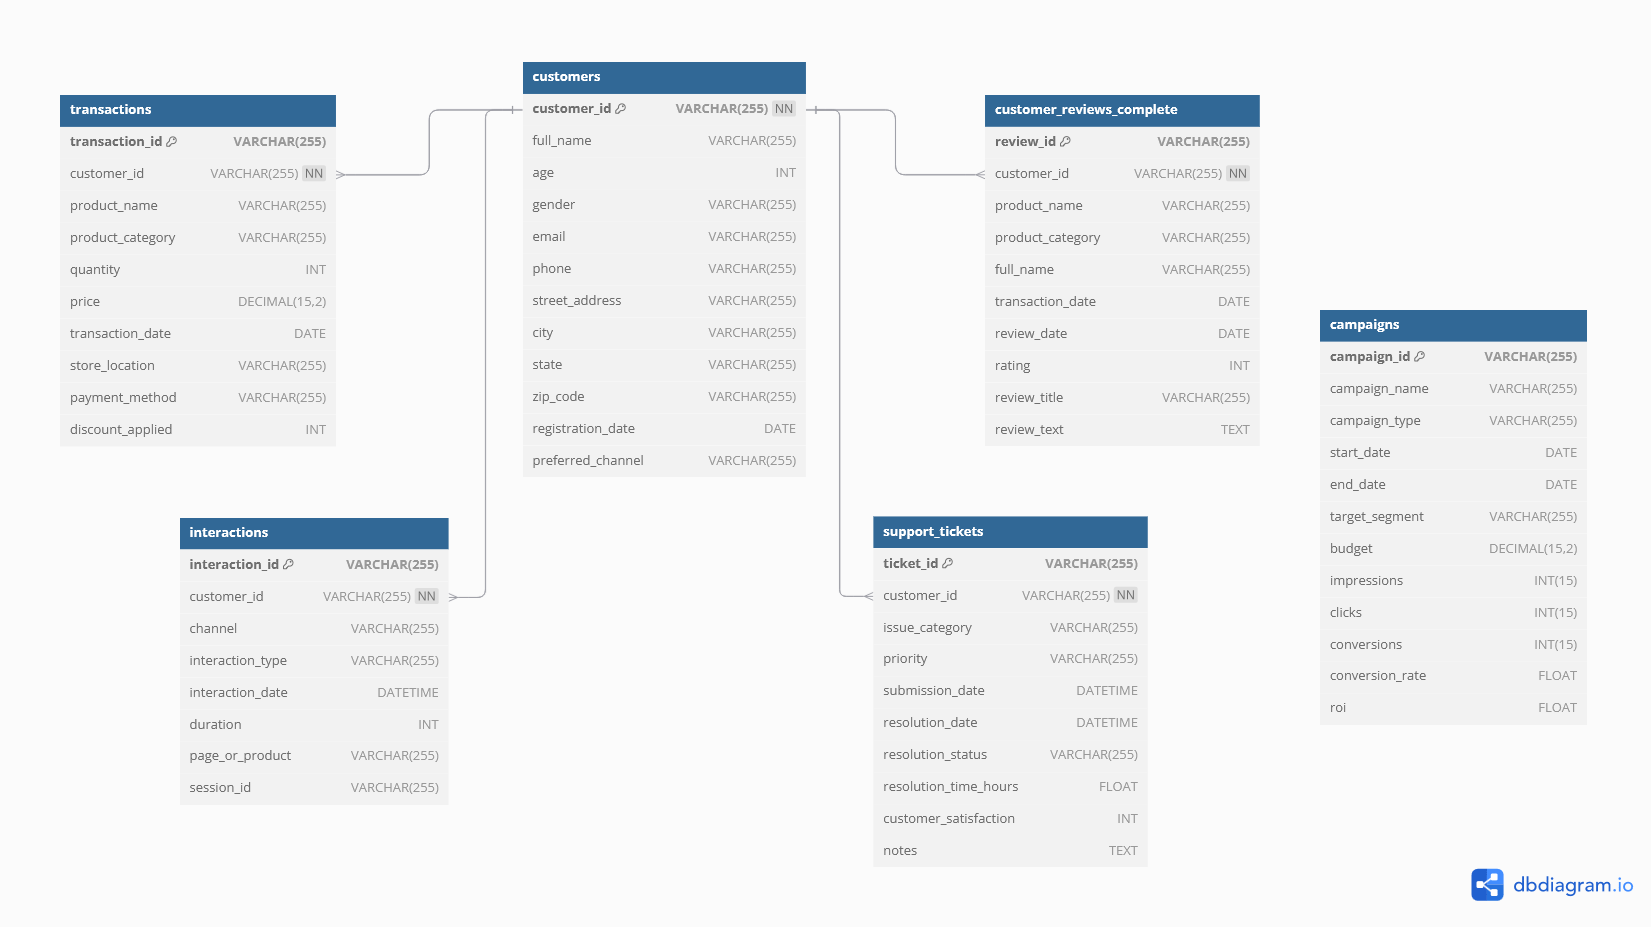 transactions
transaction_id VARCHAR(255)
customer_id VARCHAR(255) NN
product_name VARCHAR(255)
product_category VARCHAR(255)
quantity INT
price DECIMAL(15,2)
transaction_date DATE
store_location VARCHAR(255)
payment_method VARCHAR(255)
discount_applied INT
customers
customer_id VARCHAR(255) NN
full_name VARCHAR(255)
age INT
gender VARCHAR(255)
email VARCHAR(255)
phone VARCHAR(255)
street_address VARCHAR(255)
city VARCHAR(255)
state VARCHAR(255)
zip_code VARCHAR(255)
registration_date DATE
preferred_channel VARCHAR(255)
customer_reviews_complete
review_id VARCHAR(255)
customer_id VARCHAR(255) NN
product_name VARCHAR(255)
product_category VARCHAR(255)
full_name VARCHAR(255)
transaction_date DATE
review_date DATE
rating INT
review_title VARCHAR(255)
review_text TEXT
campaigns
campaign_id VARCHAR(255)
campaign_name VARCHAR(255)
campaign_type VARCHAR(255)
start_date DATE
end_date DATE
target_segment VARCHAR(255)
budget DECIMAL(15,2)
impressions INT(15)
clicks INT(15)
conversions INT(15)
conversion_rate FLOAT
roi FLOAT
interactions
interaction_id VARCHAR(255)
customer_id VARCHAR(255) NN
channel VARCHAR(255)
interaction_type VARCHAR(255)
interaction_date DATETIME
duration INT
page_or_product VARCHAR(255)
session_id VARCHAR(255)
support_tickets
ticket_id VARCHAR(255)
customer_id VARCHAR(255) NN
issue_category VARCHAR(255)
priority VARCHAR(255)
submission_date DATETIME
resolution_date DATETIME
resolution_status VARCHAR(255)
resolution_time_hours FLOAT
customer_satisfaction INT
notes TEXT
dbdiagram.io